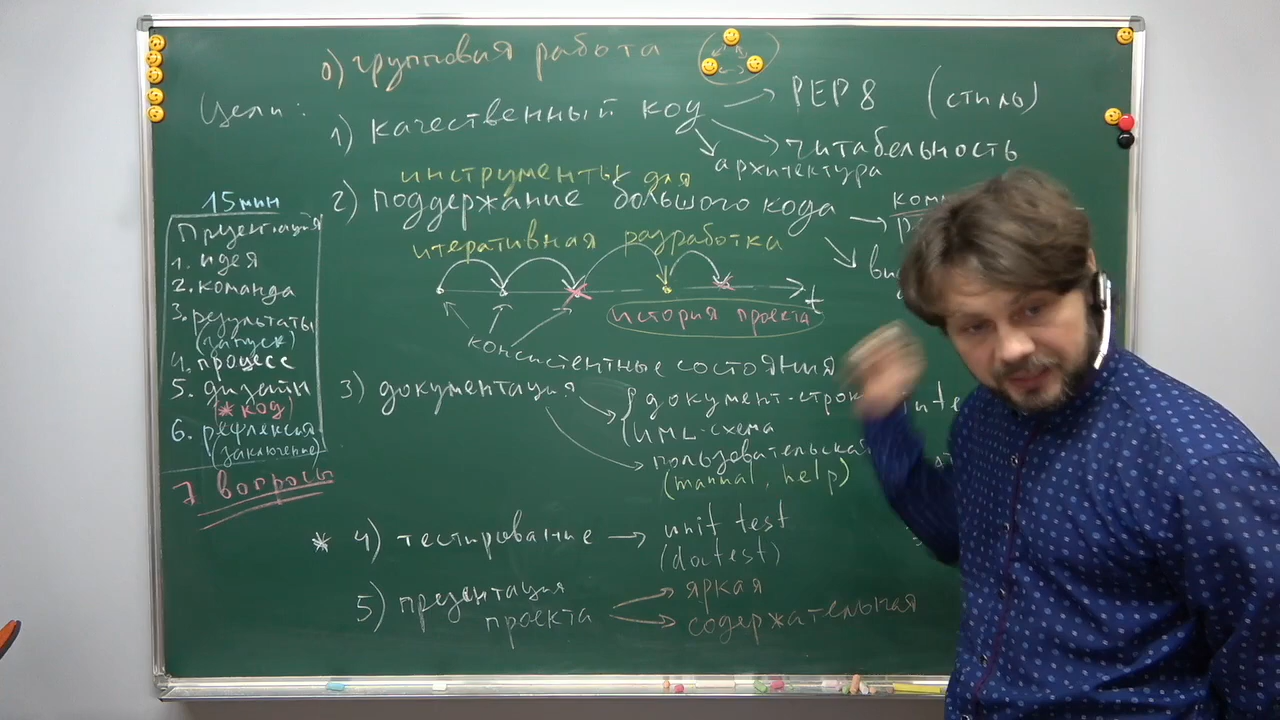 0) групповая работа
Цели:
1) качественный код → PEP8 (стиль)
→ читабельность
→ архитектура
инструменты для
2) поддержание большого кода →
итеративная разработка
t
история проекта
консистентные состояния
3) документация
документ-строки
UML-схема
пользовательская
(manual, help)
* 4) тестирование → unit test
(doctest)
5) презентация проекта
→ яркая
→ содержательная
15 мин
Презентация
1. идея
2. команда
3. результаты
(запуск)
4. процесс
5. дизайн
(* код)
6. рефлексия
(заключение)
7 вопросы